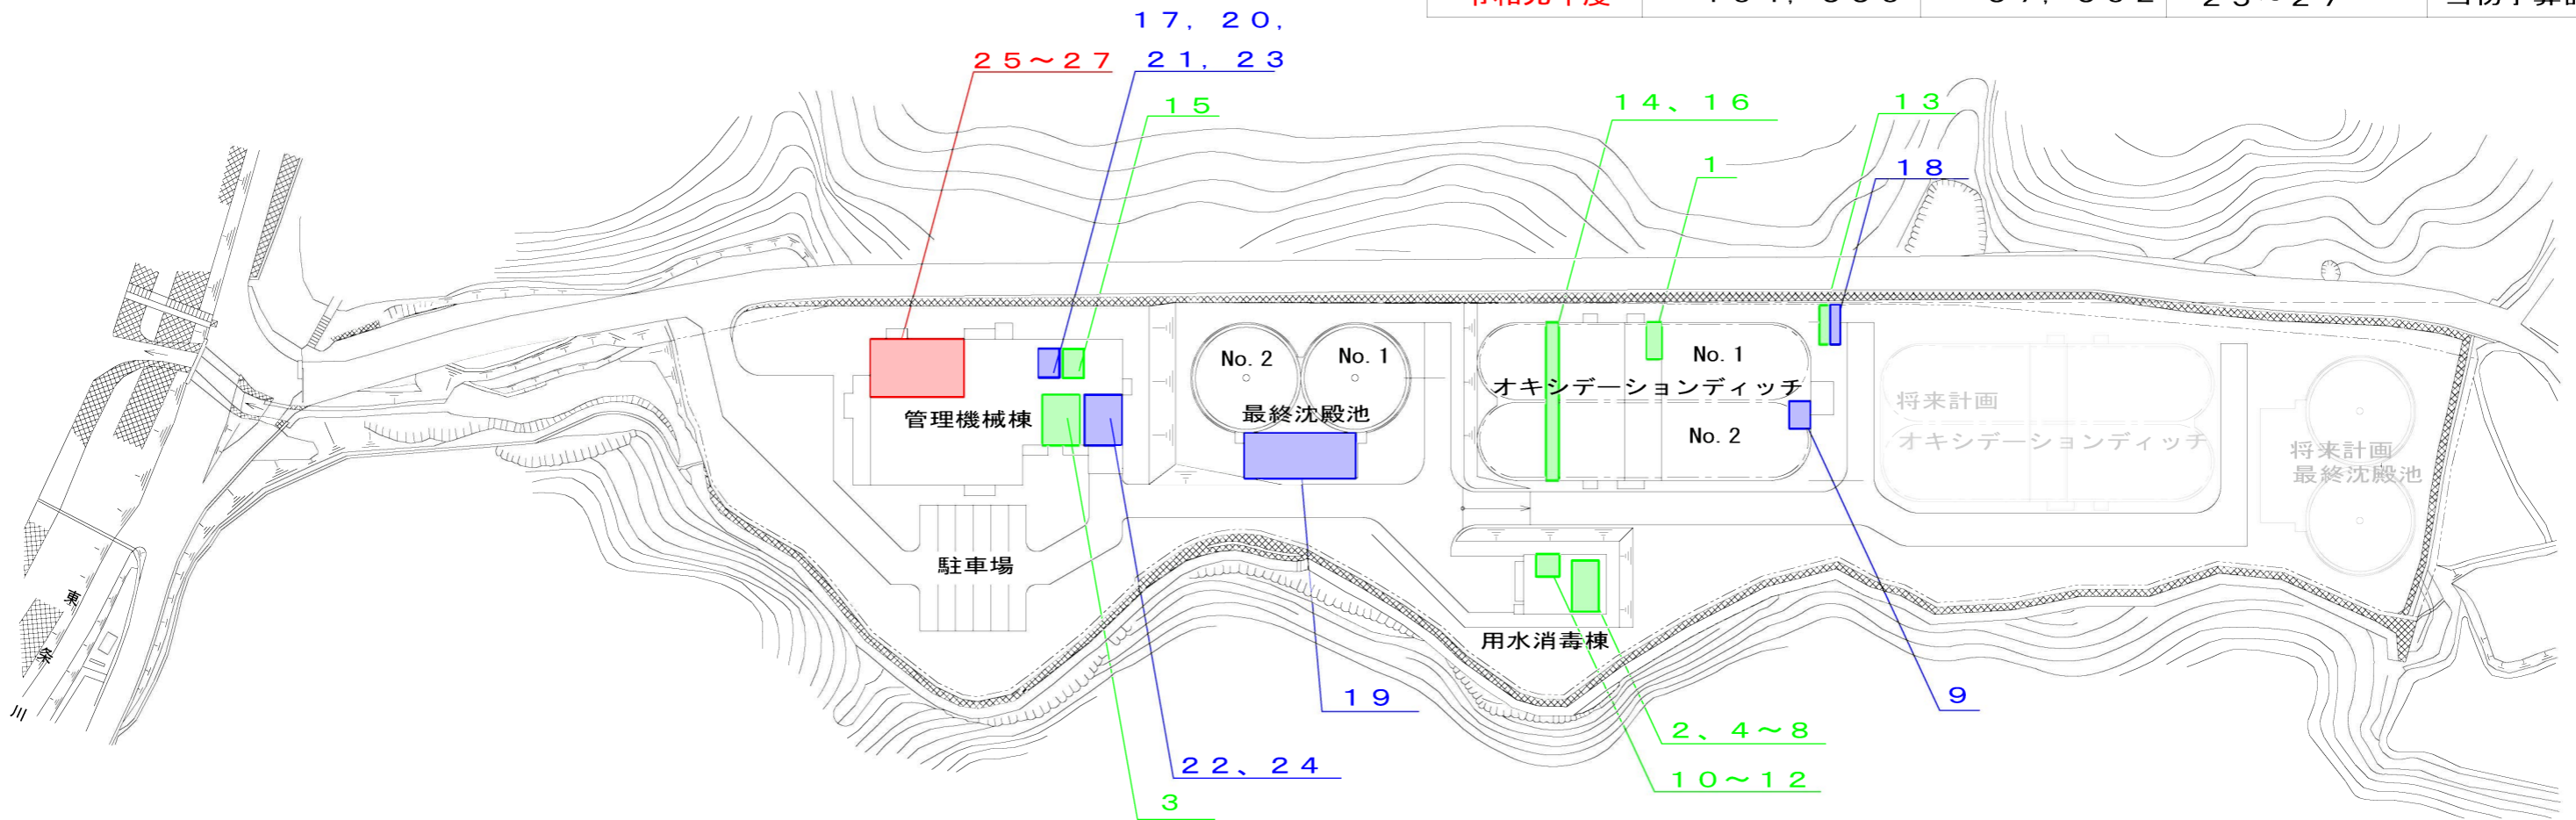 ２５～２７
１７，２０，
２１，２３
２５～２７
１５
１４、１６
１３
１
１８
No. 2
No. 1
No. 1
オキシデーションディッチ
管理機械棟
最終沈殿池
No. 2
将来計画
オキシデーションディッチ
将来計画
最終沈殿池
駐車場
用水消毒棟
東
条
川
１９
９
２、４～８
２２、２４
１０～１２
３